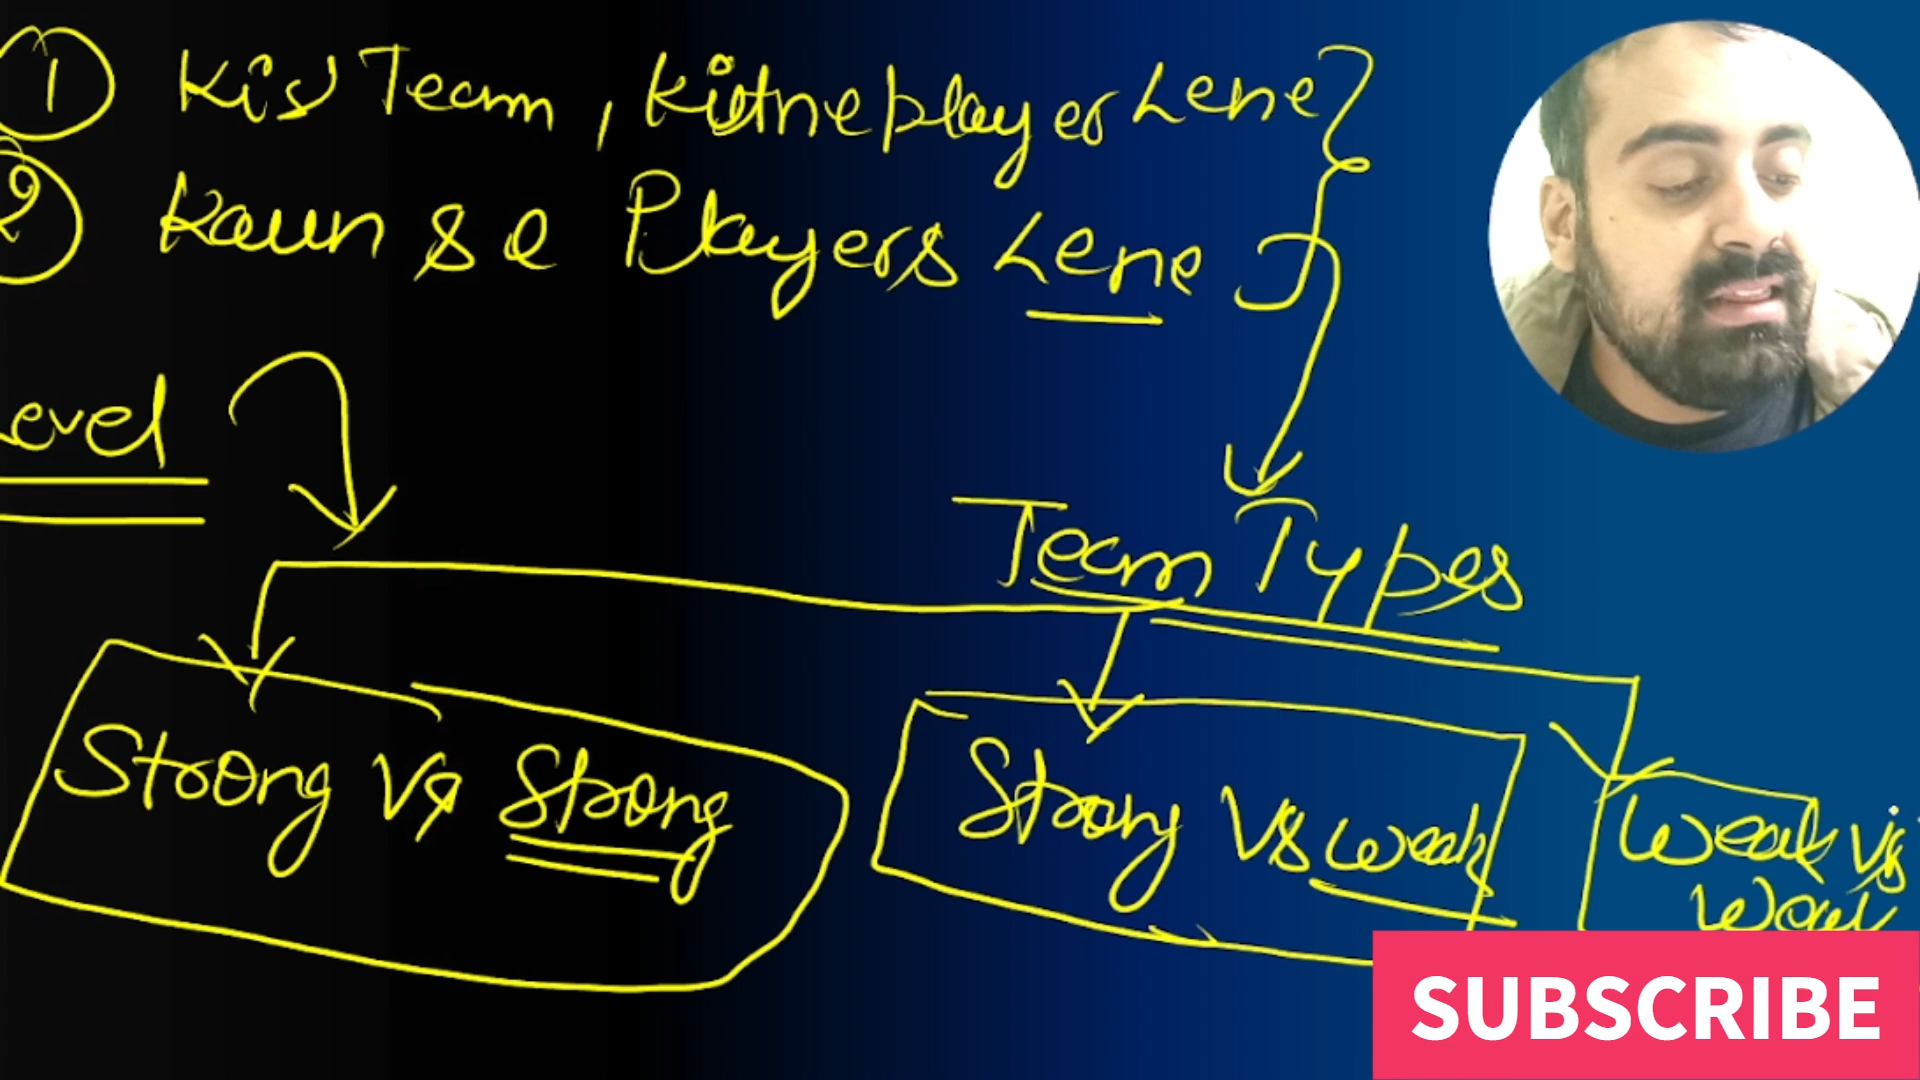 1 Kis Team, Kitne player Lene
2 Kaun se Players Lene
Level
Team Types
Strong Vs Strong
Strong Vs weak
Weak vs
Weak
SUBSCRIBE